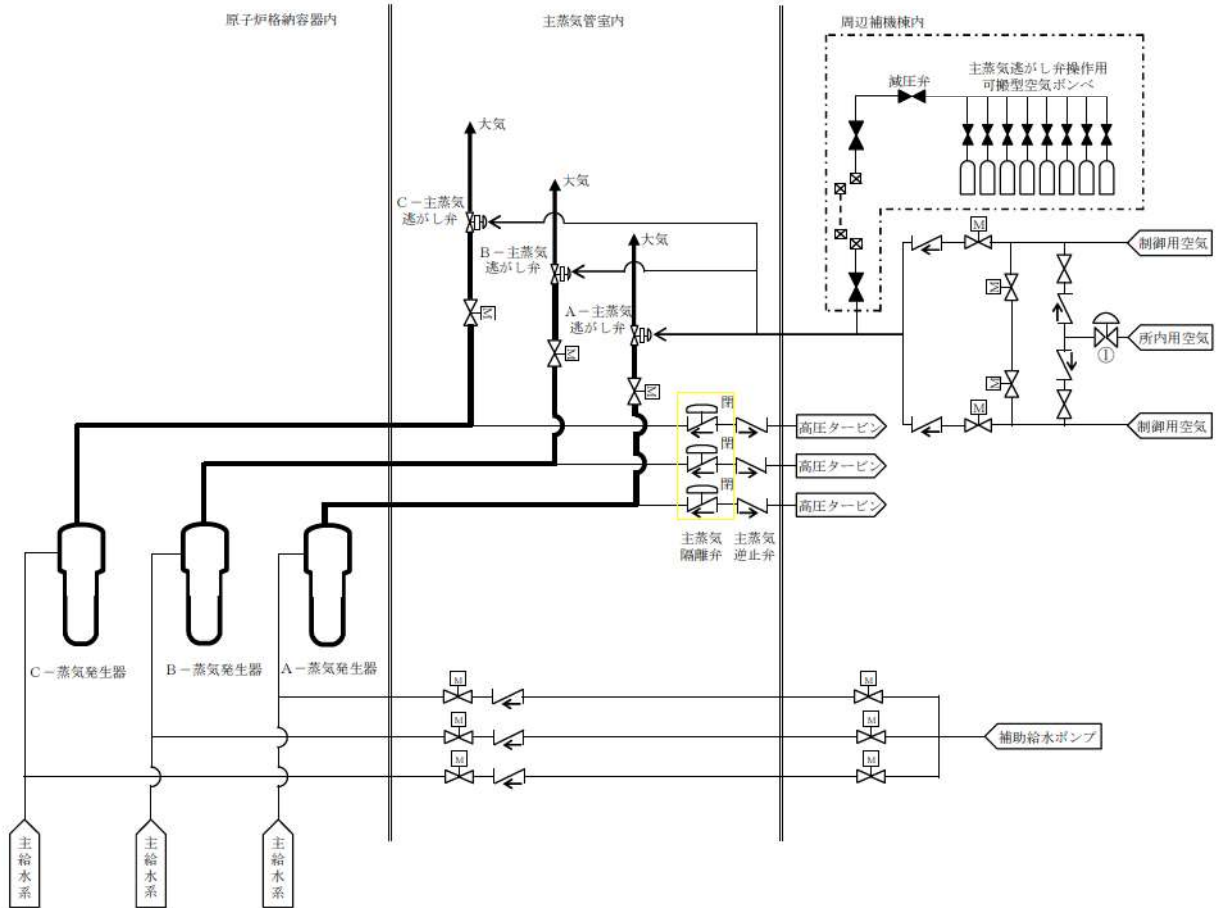 原子炉格納容器内
主蒸気管室内
周辺補機棟内
主蒸気逃がし弁操作用
可搬型空気ボンベ
減圧弁
大気
C－主蒸気
逃がし弁
大気
B－主蒸気
逃がし弁
大気
A－主蒸気
逃がし弁
M
M
M
M
制御用空気
M
所内用空気
①
M
M
制御用空気
閉
高圧タービン
閉
高圧タービン
閉
高圧タービン
主蒸気
隔離弁
主蒸気
逆止弁
C－蒸気発生器
B－蒸気発生器
A－蒸気発生器
M
M
M
M
M
M
補助給水ポンプ
主給水系
主給水系
主給水系